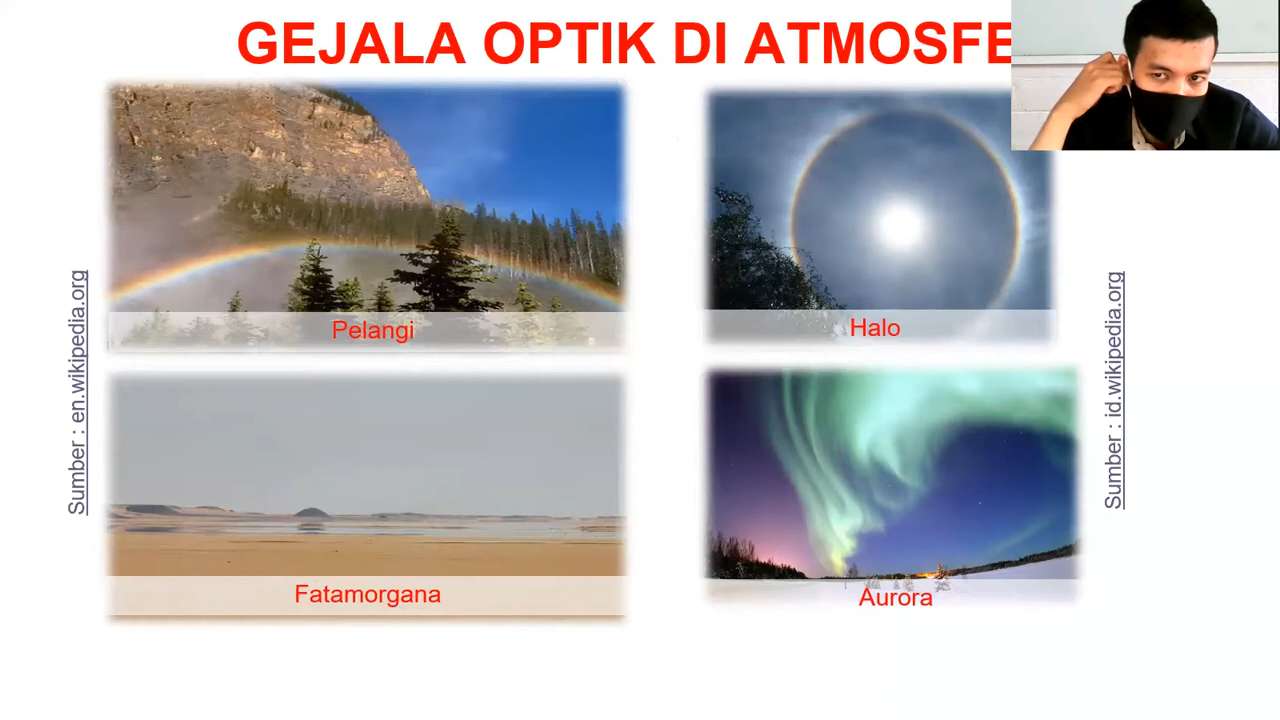 GEJALA OPTIK DI ATMOSFE
Pelangi
Halo
Sumber : en.wikipedia.org
Sumber : id.wikipedia.org
Fatamorgana
Aurora